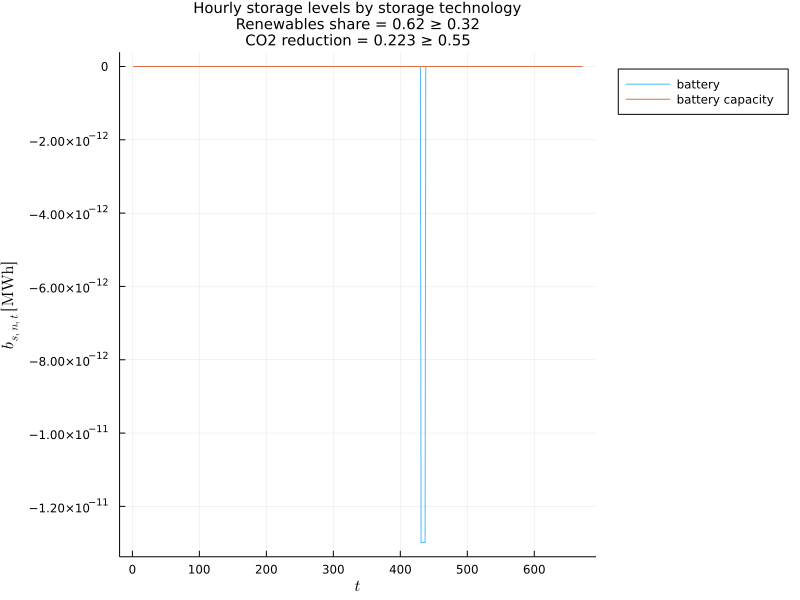 Hourly storage levels by storage technology
Renewables share = 0.62 ≥ 0.32
CO2 reduction = 0.223 ≥ 0.55
battery
battery capacity
0
−2.00×10⁻¹²
−4.00×10⁻¹²
−6.00×10⁻¹²
−8.00×10⁻¹²
−1.00×10⁻¹¹
−1.20×10⁻¹¹
b_{s,n,t} [MWh]
0 100 200 300 400 500 600
t